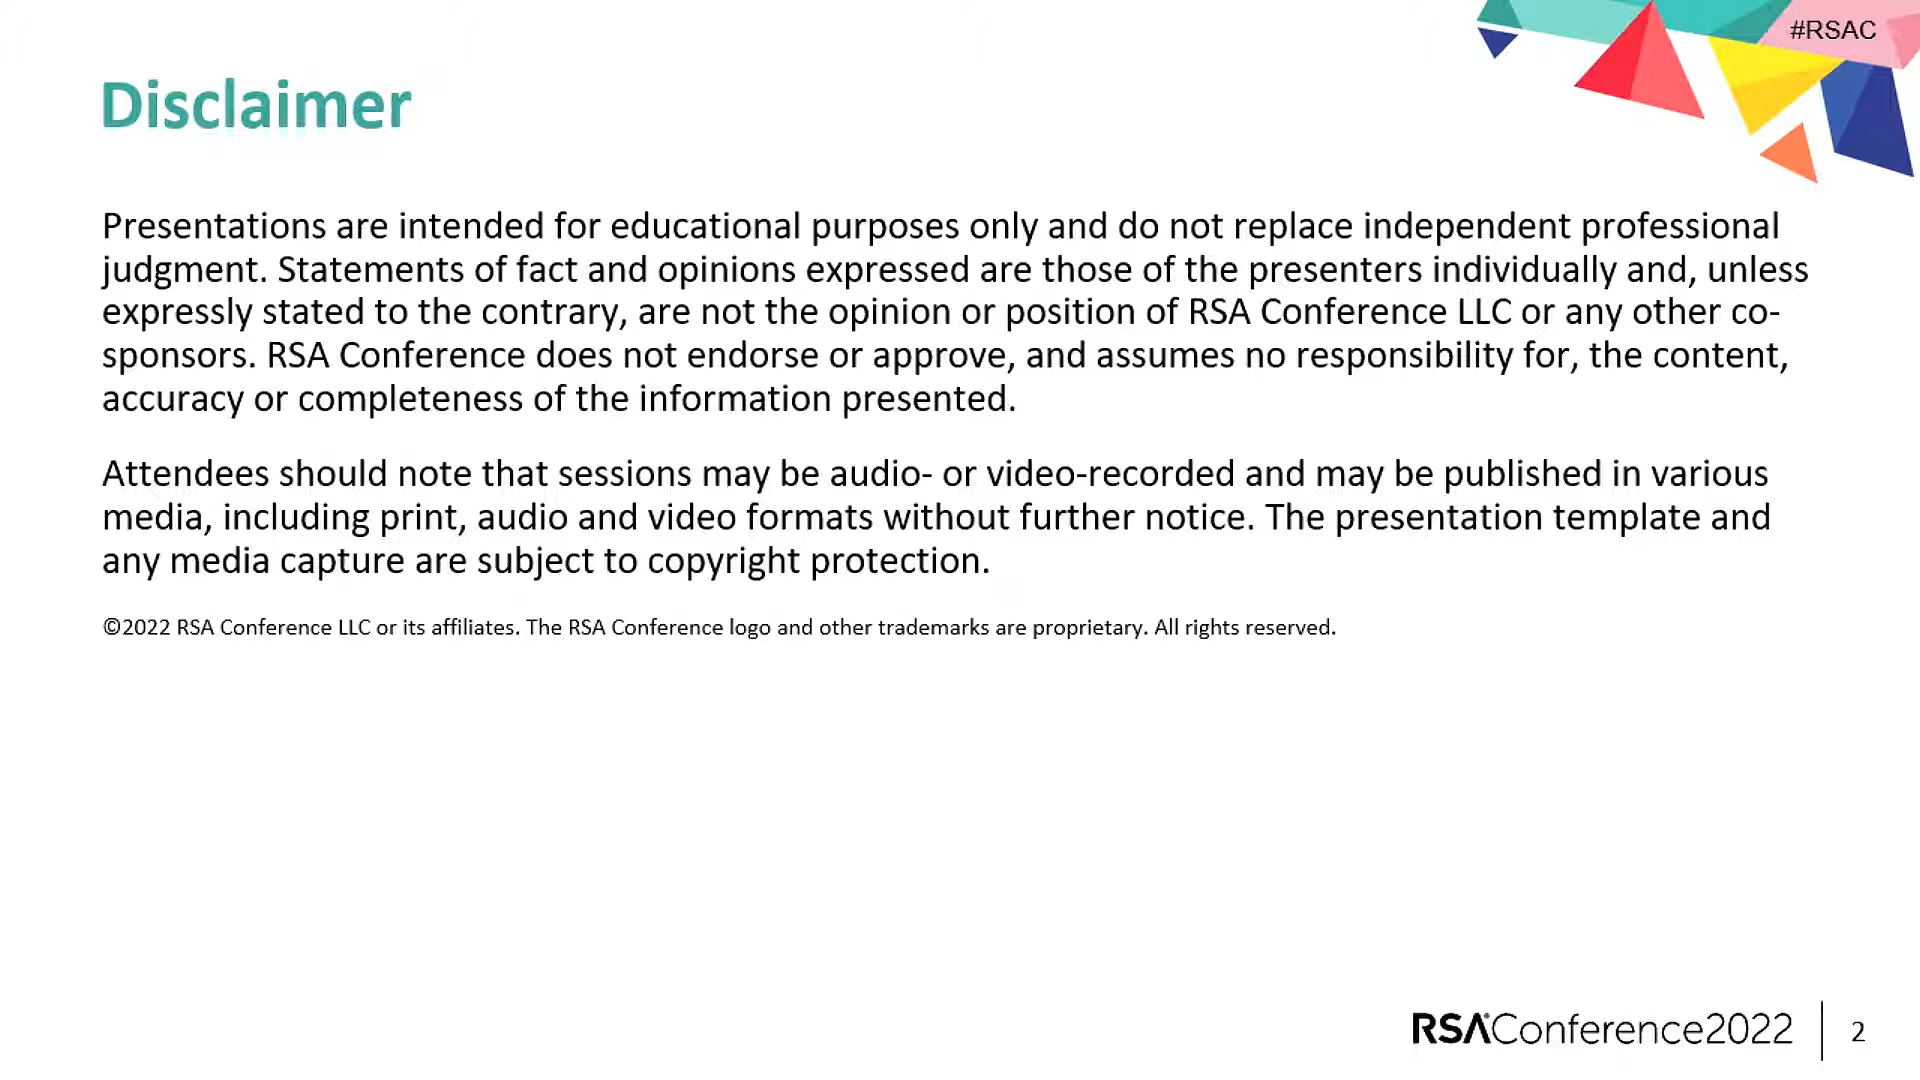 #RSAC
Disclaimer
Presentations are intended for educational purposes only and do not replace independent professional
judgment. Statements of fact and opinions expressed are those of the presenters individually and, unless
expressly stated to the contrary, are not the opinion or position of RSA Conference LLC or any other co-
sponsors. RSA Conference does not endorse or approve, and assumes no responsibility for, the content,
accuracy or completeness of the information presented.
Attendees should note that sessions may be audio- or video-recorded and may be published in various
media, including print, audio and video formats without further notice. The presentation template and
any media capture are subject to copyright protection.
©2022 RSA Conference LLC or its affiliates. The RSA Conference logo and other trademarks are proprietary. All rights reserved.
RSAConference2022
2